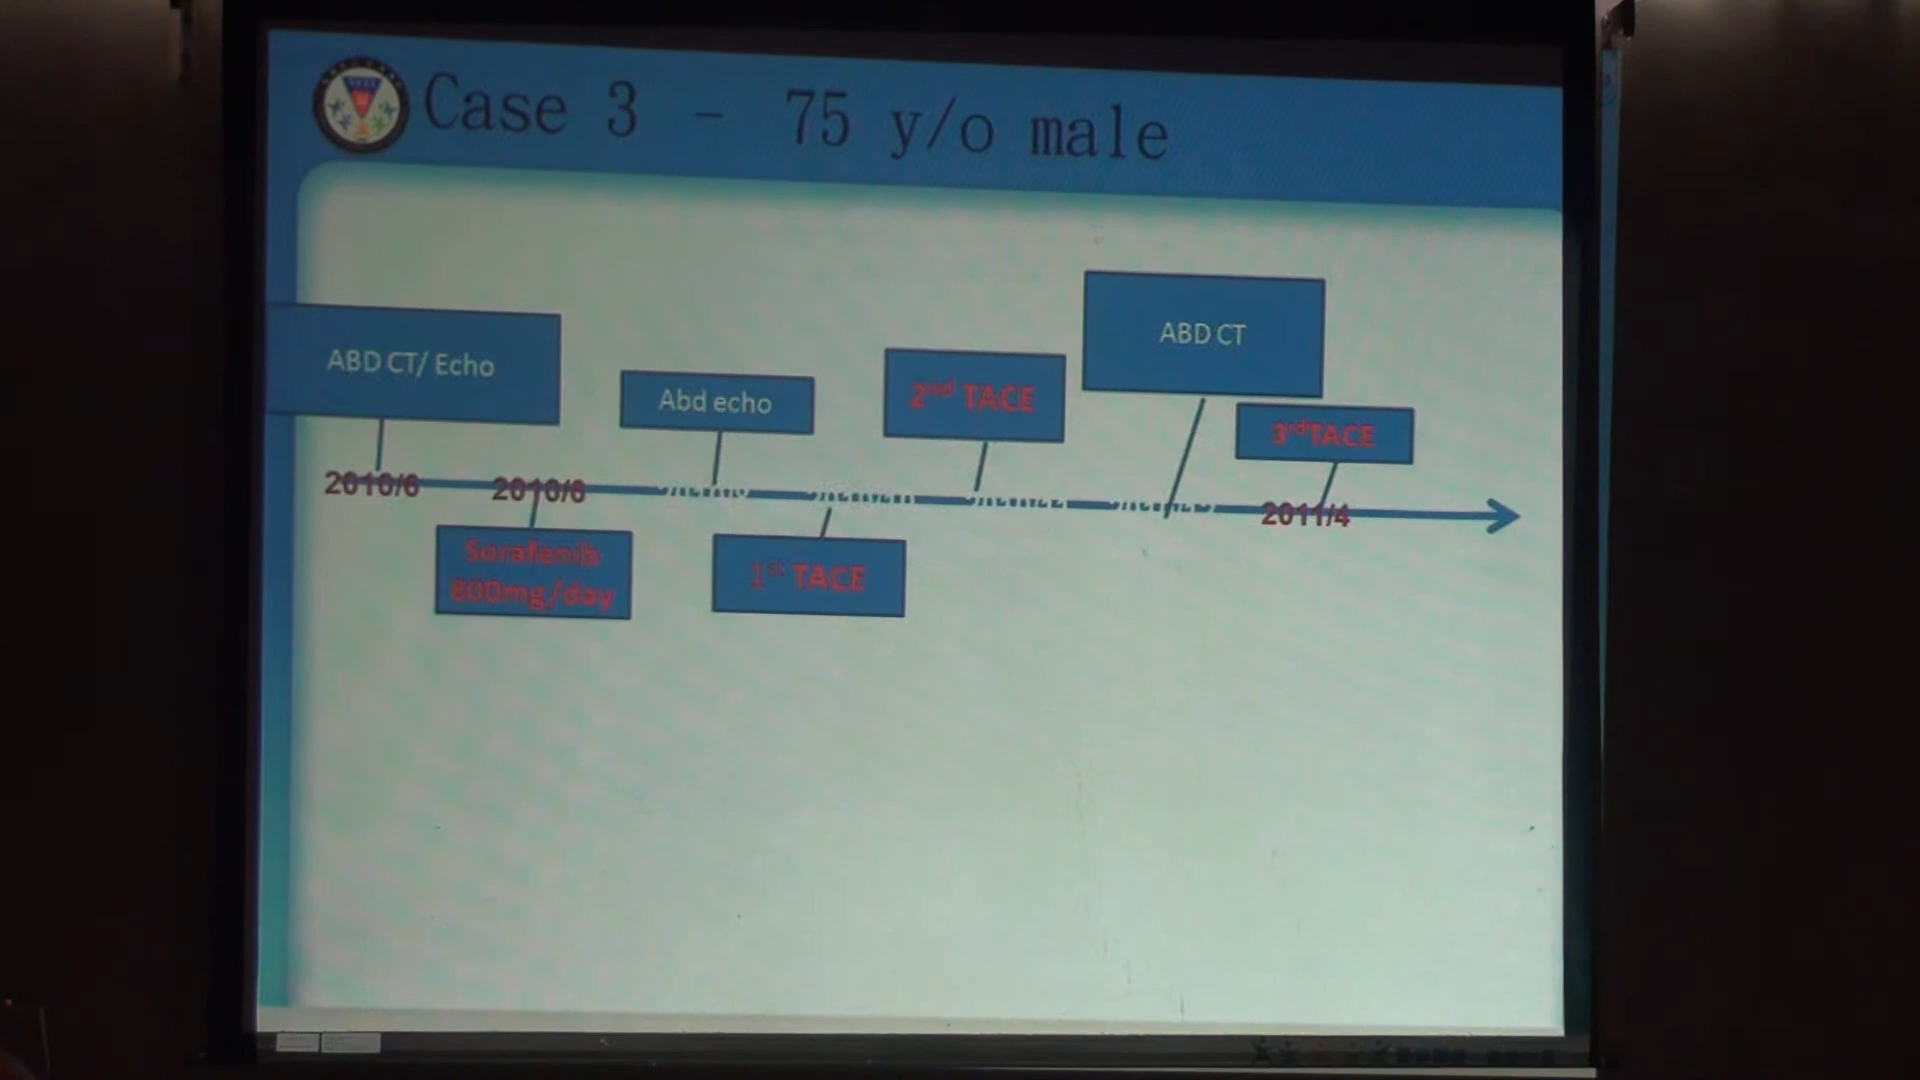 Case 3 - 75 y/o male
ABD CT/ Echo
Abd echo
2nd TACE
ABD CT
3rdTACE
2010/6
2010/6
2011/4
Sorafenib
800mg/day
1st TACE